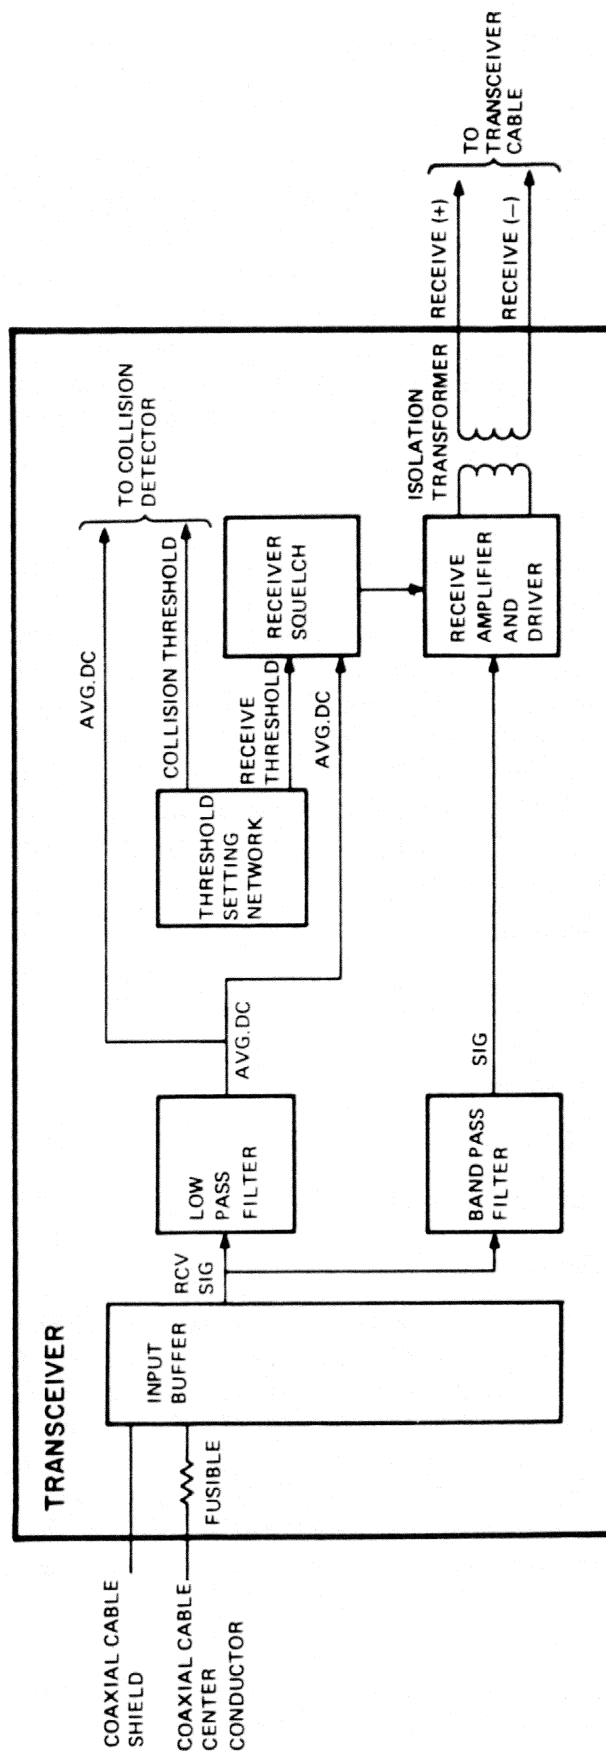 TRANSCEIVER
COAXIAL CABLE
SHIELD
COAXIAL CABLE
CENTER
CONDUCTOR
FUSIBLE
INPUT
BUFFER
RCV
SIG
LOW
PASS
FILTER
BAND PASS
FILTER
AVG.DC
SIG
AVG.DC
THRESHOLD
SETTING
NETWORK
COLLISION THRESHOLD
RECEIVE
THRESHOLD
AVG.DC
TO COLLISION
DETECTOR
RECEIVER
SQUELCH
RECEIVE
AMPLIFIER
AND
DRIVER
ISOLATION
TRANSFORMER
RECEIVE (+)
RECEIVE (−)
TO
TRANSCEIVER
CABLE